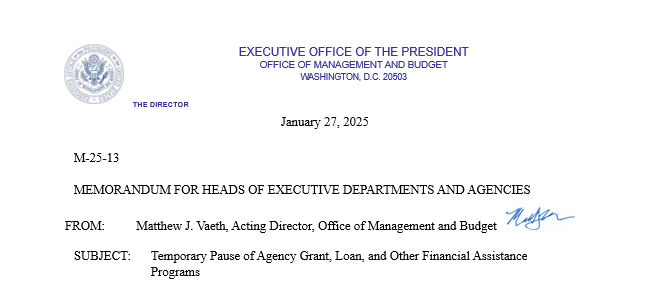 EXECUTIVE OFFICE OF THE PRESIDENT
OFFICE OF MANAGEMENT AND BUDGET
WASHINGTON, D.C. 20503
THE DIRECTOR
January 27, 2025
M-25-13
MEMORANDUM FOR HEADS OF EXECUTIVE DEPARTMENTS AND AGENCIES
FROM: Matthew J. Vaeth, Acting Director, Office of Management and Budget
SUBJECT: Temporary Pause of Agency Grant, Loan, and Other Financial Assistance
Programs